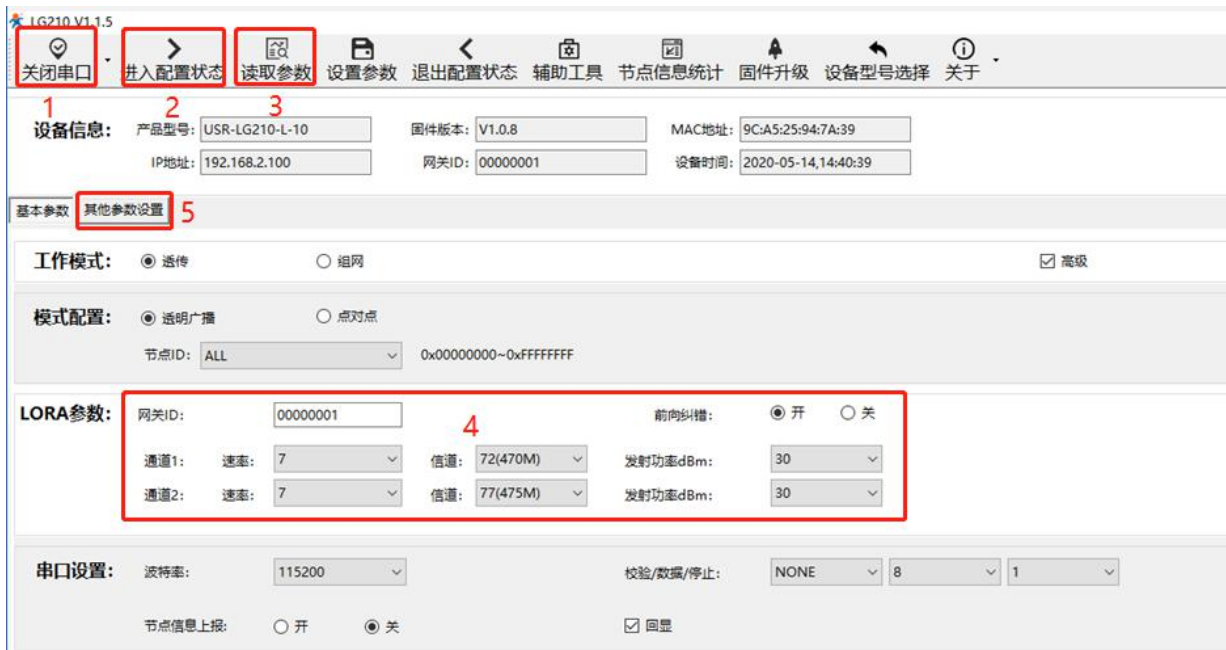 LG210 V1.1.5
关闭串口 进入配置状态 读取参数 设置参数 退出配置状态 辅助工具 节点信息统计 固件升级 设备型号选择 关于
1 2 3
设备信息: 产品型号: USR-LG210-L-10 固件版本: V1.0.8 MAC地址: 9C:A5:25:94:7A:39
IP地址: 192.168.2.100 网关ID: 00000001 设备时间: 2020-05-14,14:40:39
基本参数 其他参数设置 5
工作模式: 透传 组网 高级
模式配置: 透明广播 点对点
节点ID: ALL 0x00000000~0xFFFFFFFF
LORA参数: 网关ID: 00000001 4 前向纠错: 开 关
通道1: 速率: 7 信道: 72(470M) 发射功率dBm: 30
通道2: 速率: 7 信道: 77(475M) 发射功率dBm: 30
串口设置: 波特率: 115200 校验/数据/停止: NONE 8 1
节点信息上报: 开 关 回显